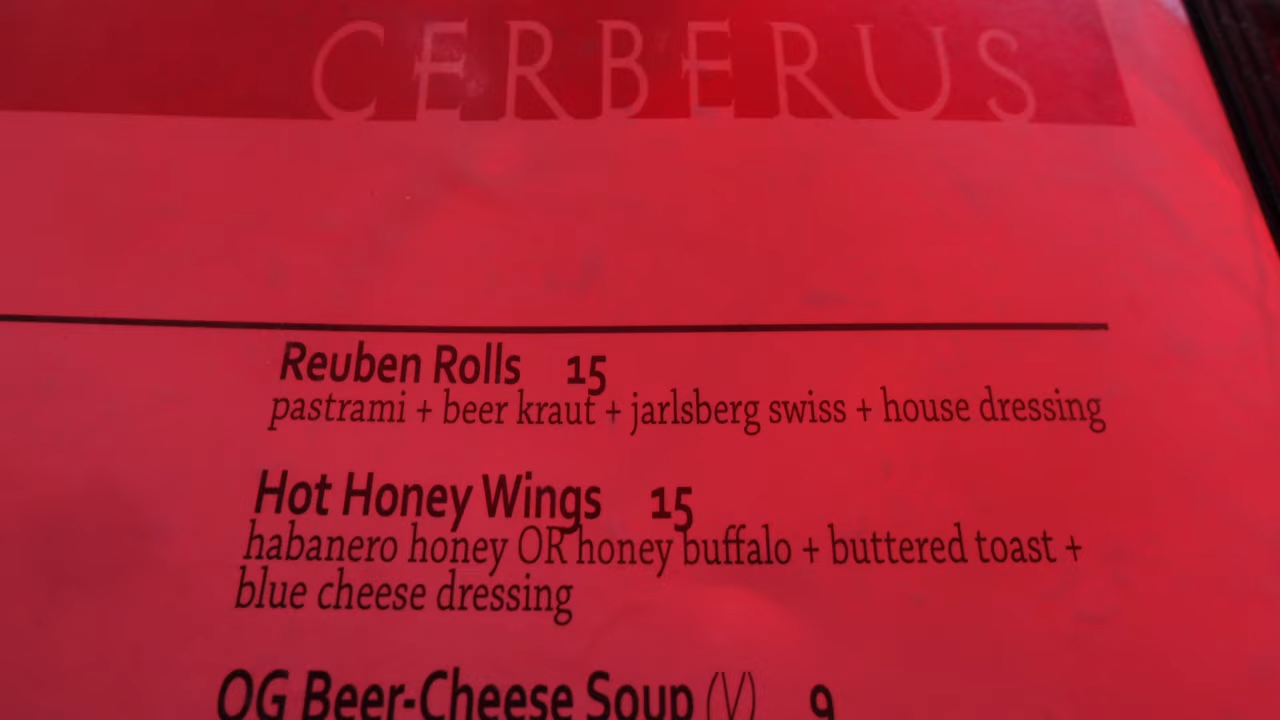 CERBERUS
Reuben Rolls 15
pastrami + beer kraut + jarlsberg swiss + house dressing
Hot Honey Wings 15
habanero honey OR honey buffalo + buttered toast +
blue cheese dressing
OG Beer-Cheese Soup (V) 9